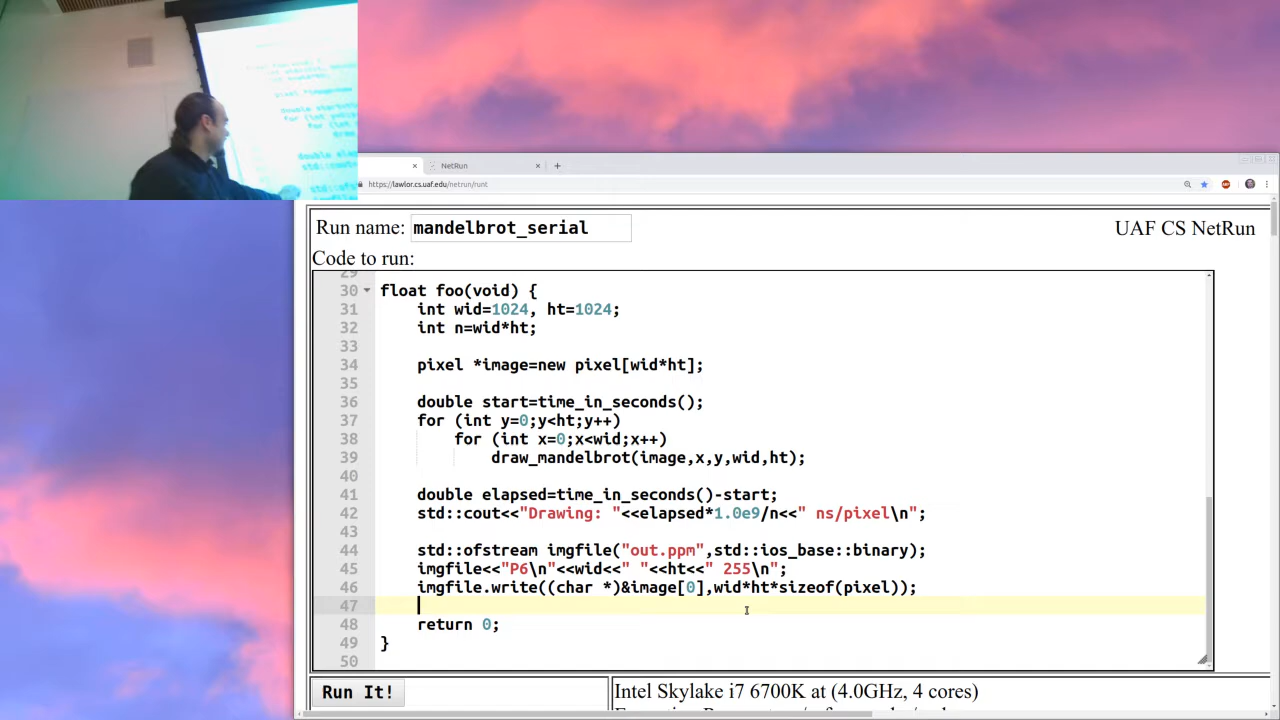 NetRun
https://lawlor.cs.uaf.edu/netrun/runt
Run name: mandelbrot_serial
UAF CS NetRun
Code to run:
29
30 float foo(void) {
31 int wid=1024, ht=1024;
32 int n=wid*ht;
33
34 pixel *image=new pixel[wid*ht];
35
36 double start=time_in_seconds();
37 for (int y=0;y<ht;y++)
38 for (int x=0;x<wid;x++)
39 draw_mandelbrot(image,x,y,wid,ht);
40
41 double elapsed=time_in_seconds()-start;
42 std::cout<<"Drawing: "<<elapsed*1.0e9/n<<" ns/pixel\n";
43
44 std::ofstream imgfile("out.ppm",std::ios_base::binary);
45 imgfile<<"P6\n"<<wid<<" "<<ht<<" 255\n";
46 imgfile.write((char *)&image[0],wid*ht*sizeof(pixel));
47
48 return 0;
49 }
50
Run It!
Intel Skylake i7 6700K at (4.0GHz, 4 cores)